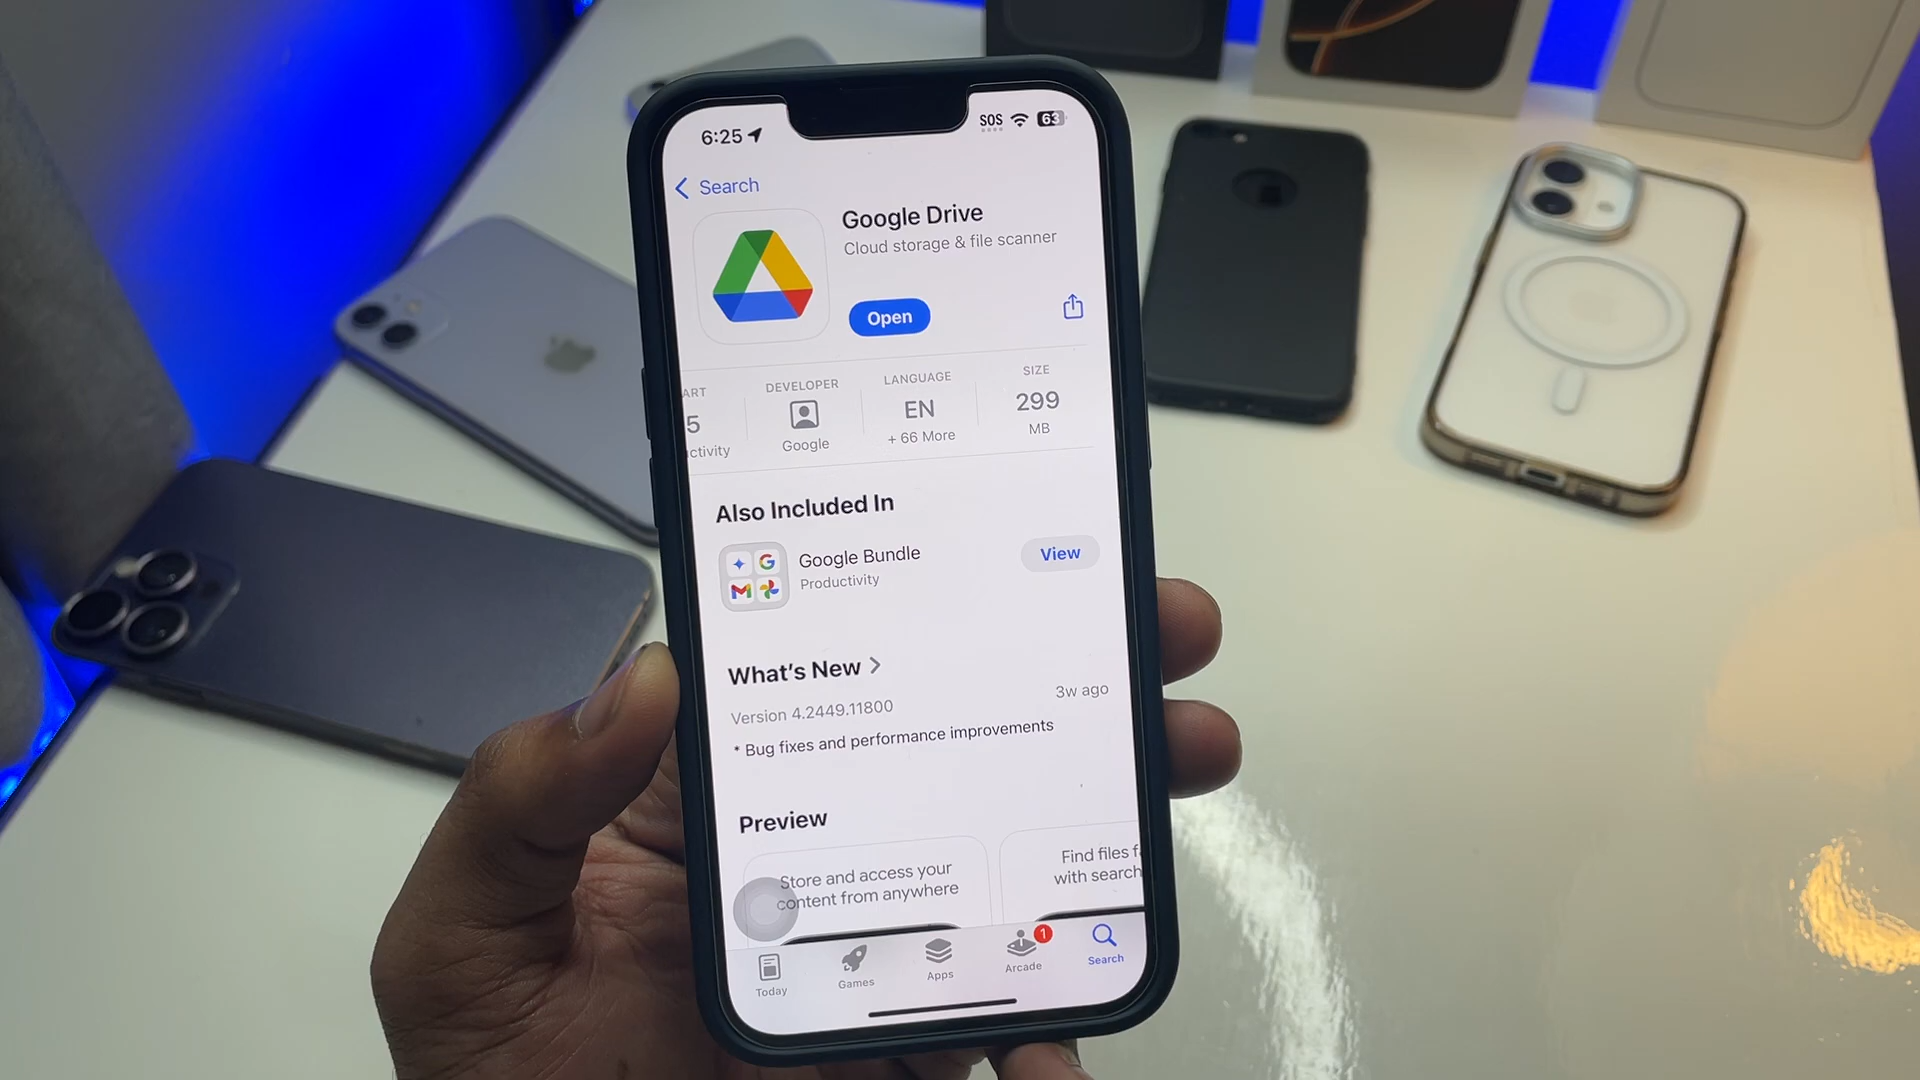 6:25
SOS
63
Search
Google Drive
Cloud storage & file scanner
Open
ART
5
ctivity
DEVELOPER
Google
LANGUAGE
EN
+ 66 More
SIZE
299
MB
Also Included In
Google Bundle
Productivity
View
What's New
Version 4.2449.11800
3w ago
* Bug fixes and performance improvements
Preview
Store and access your
content from anywhere
Find files f
with search
Today
Games
Apps
Arcade
1
Search